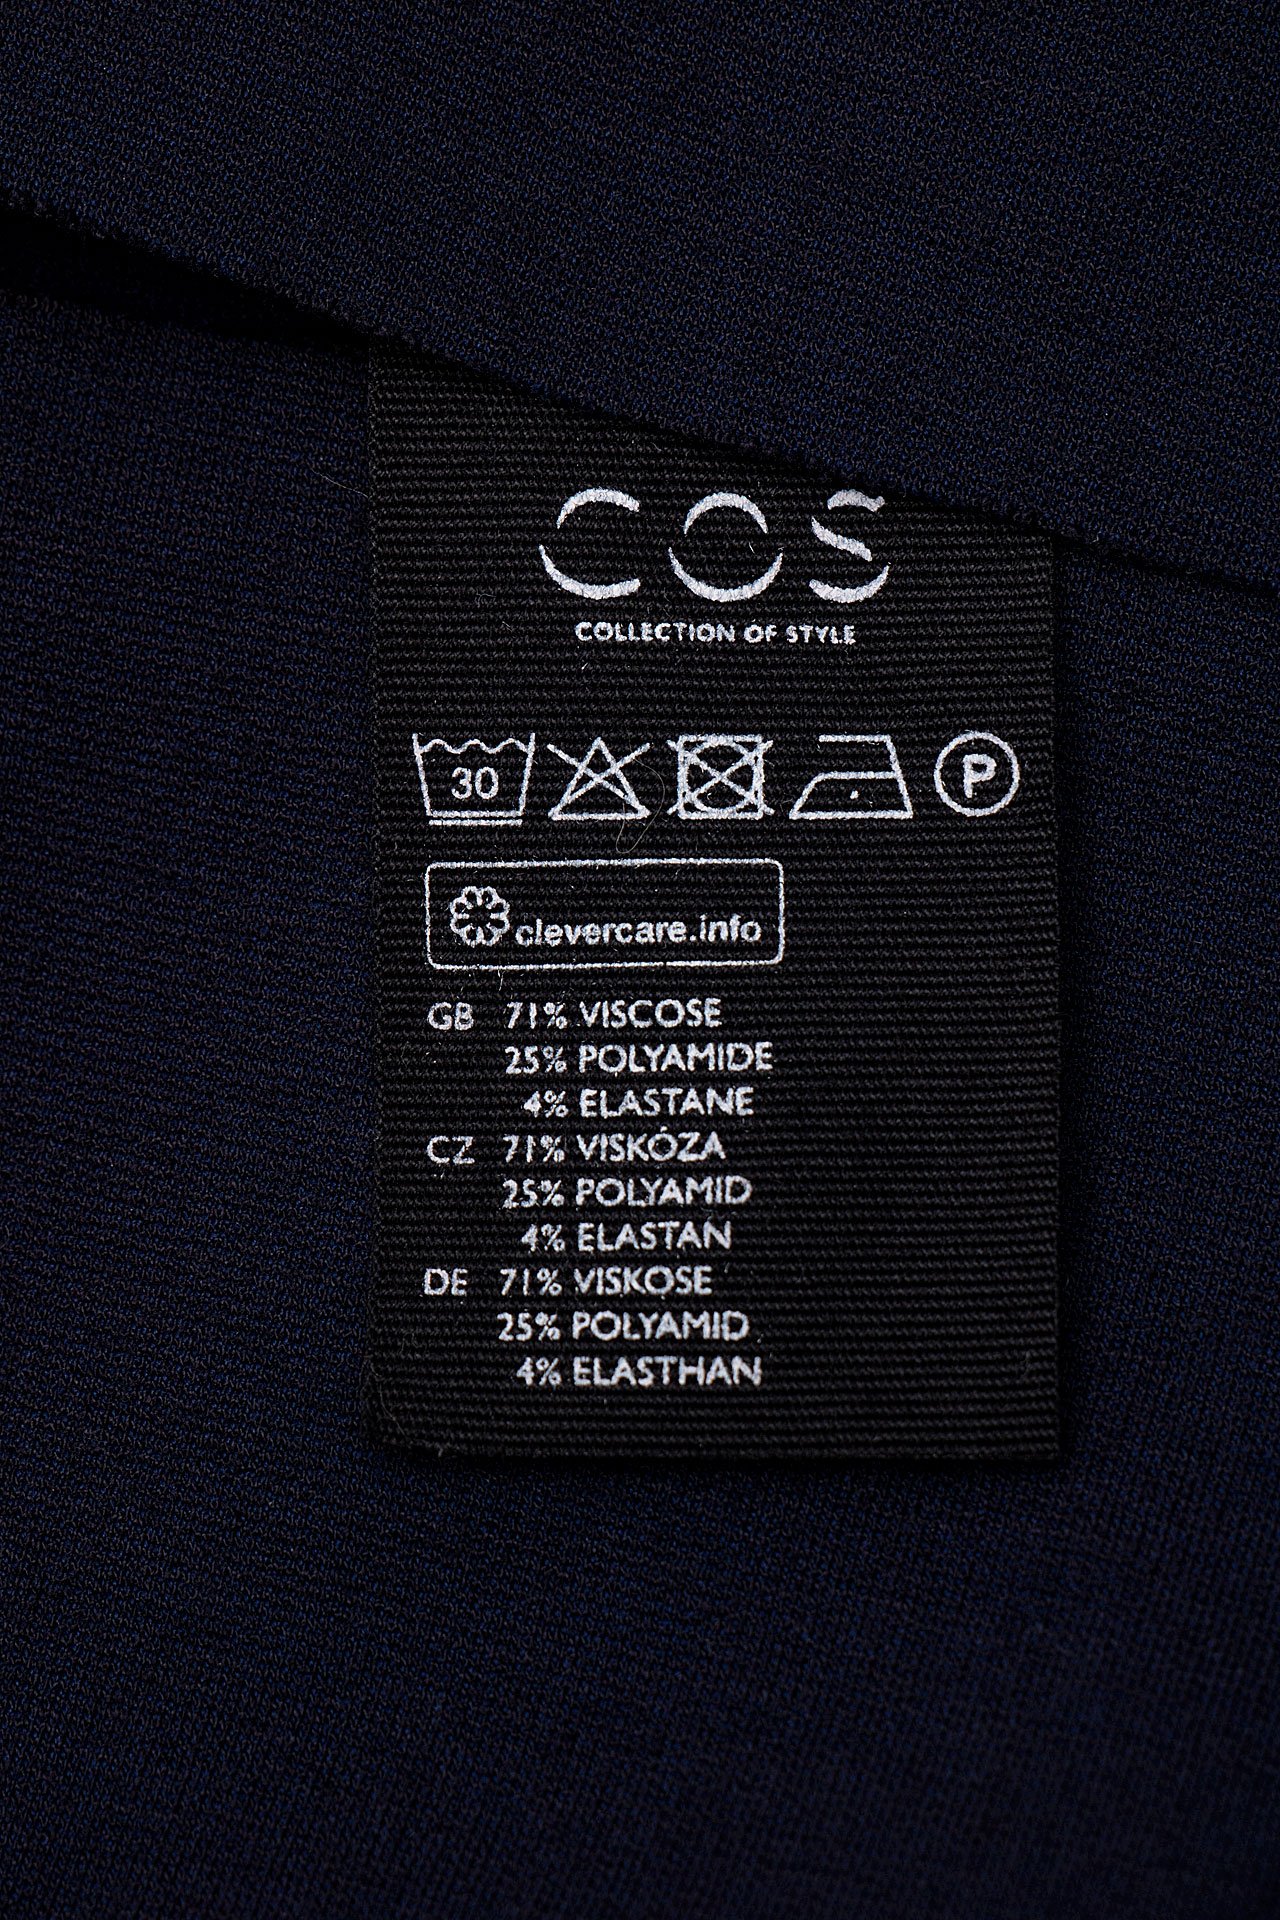 COS
COLLECTION OF STYLE
30 P
clevercare.info
GB 71% VISCOSE
25% POLYAMIDE
4% ELASTANE
CZ 71% VISKÓZA
25% POLYAMID
4% ELASTAN
DE 71% VISKOSE
25% POLYAMID
4% ELASTHAN